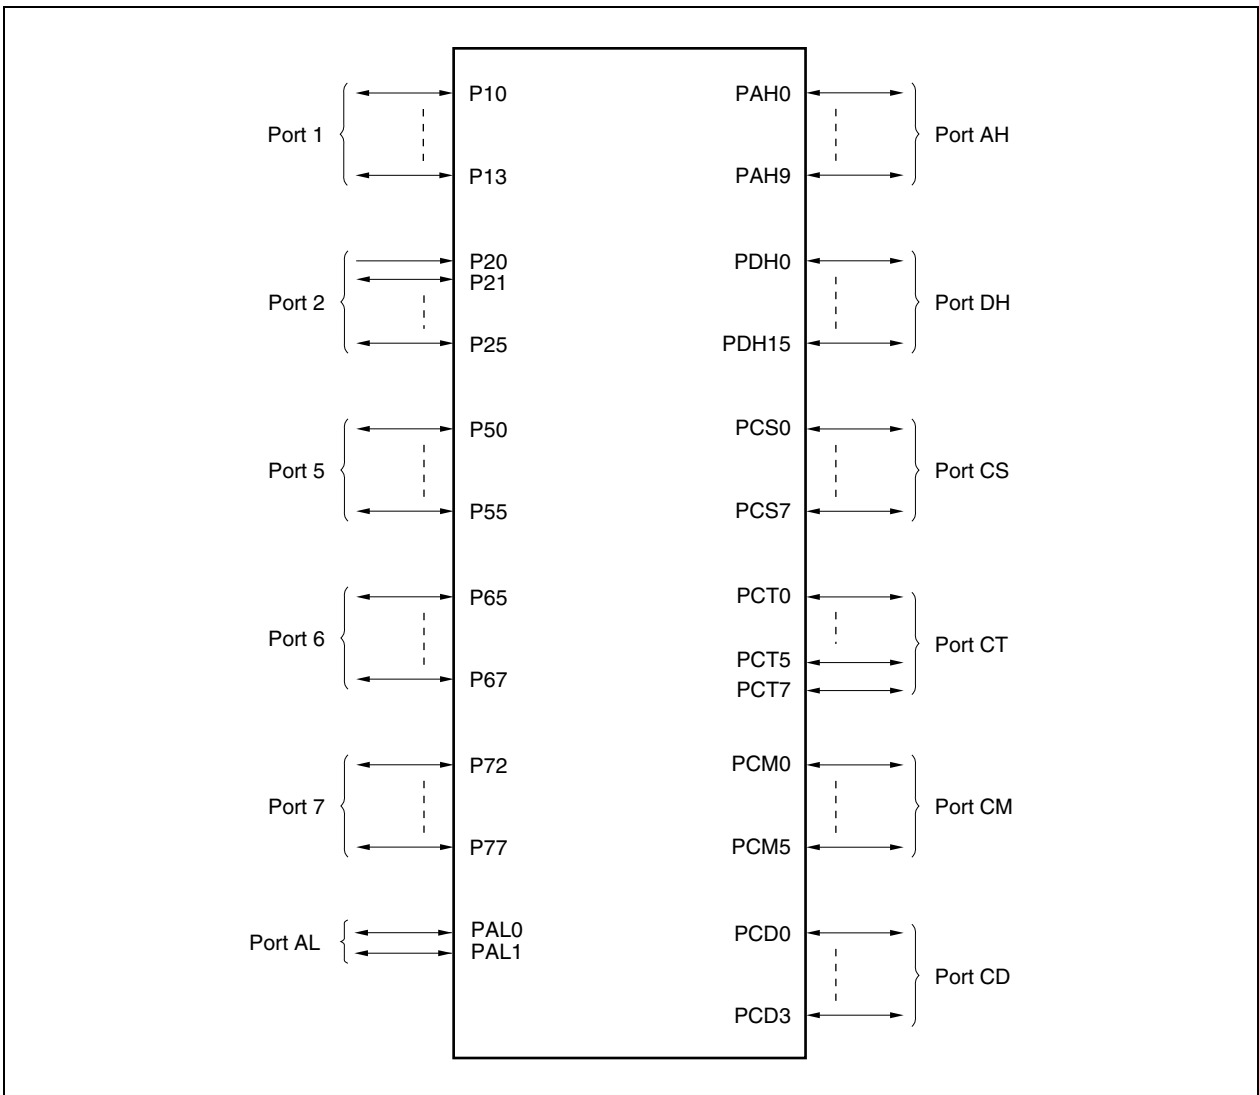 Port 1
P10
P13
Port 2
P20
P21
P25
Port 5
P50
P55
Port 6
P65
P67
Port 7
P72
P77
Port AL
PAL0
PAL1
PAH0
PAH9
Port AH
PDH0
PDH15
Port DH
PCS0
PCS7
Port CS
PCT0
PCT5
PCT7
Port CT
PCM0
PCM5
Port CM
PCD0
PCD3
Port CD